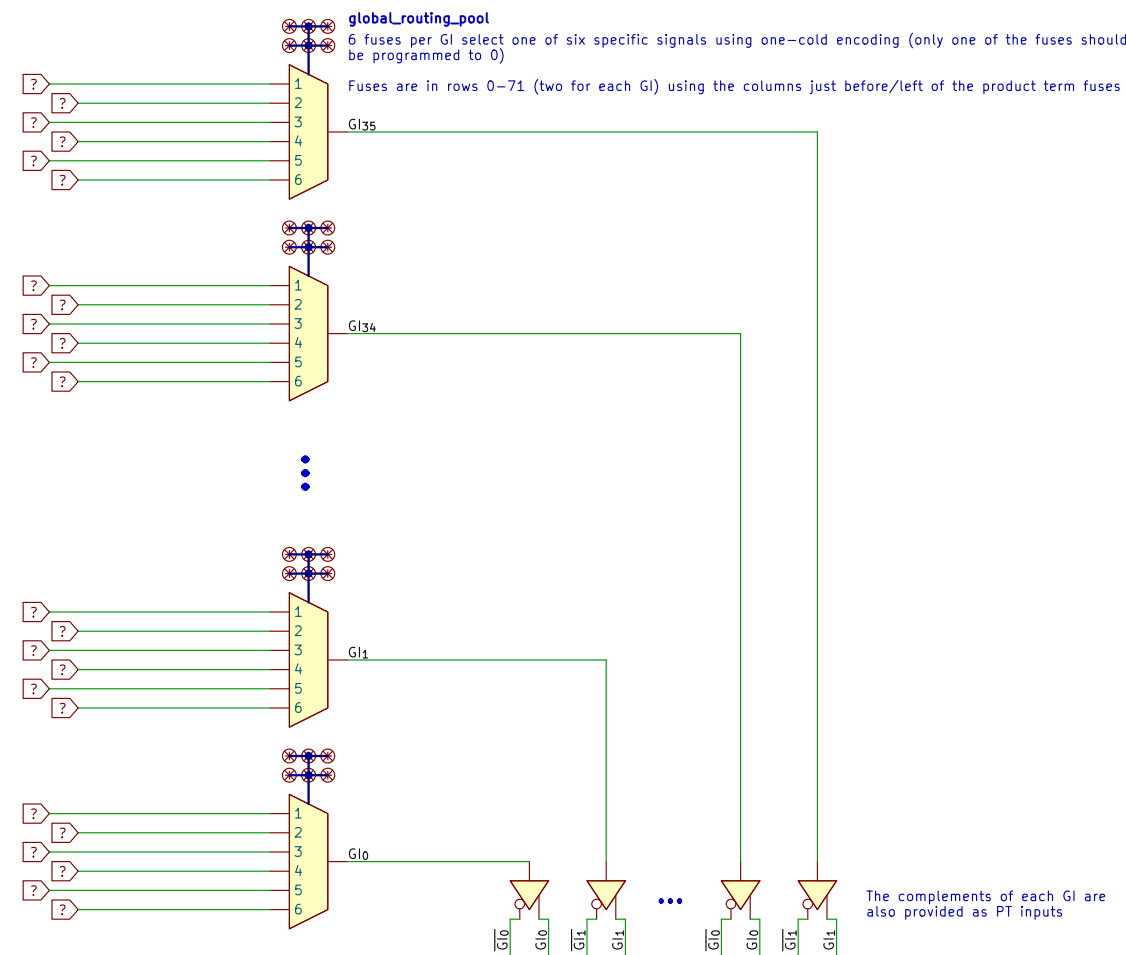 global_routing_pool
6 fuses per GI select one of six specific signals using one-cold encoding (only one of the fuses should
be programmed to 0)
Fuses are in rows 0-71 (two for each GI) using the columns just before/left of the product term fuses
? 1
? 2
? 3
? 4
? 5
? 6
GI35
? 1
? 2
? 3
? 4
? 5
? 6
GI34
? 1
? 2
? 3
? 4
? 5
? 6
GI1
? 1
? 2
? 3
? 4
? 5
? 6
GI0
The complements of each GI are
also provided as PT inputs
G̅I̅0̅ GI0 G̅I̅1̅ GI1 G̅I̅0̅ GI0 G̅I̅1̅ GI1